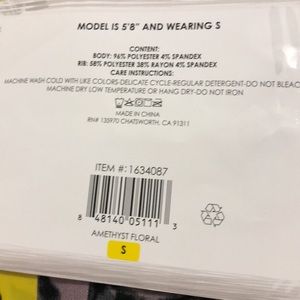 MODEL IS 5'8" AND WEARING S
CONTENT:
BODY: 96% POLYESTER 4% SPANDEX
RIB: 58% POLYESTER 38% RAYON 4% SPANDEX
CARE INSTRUCTIONS:
MACHINE WASH COLD WITH LIKE COLORS-DELICATE CYCLE-REGULAR DETERGENT-DO NOT BLEAC
MACHINE DRY LOW TEMPERATURE OR HANG DRY-DO NOT IRON
MADE IN CHINA
RN# 135970 CHATSWORTH, CA 91311
ITEM #: 1634087
8 48140 05111 3
AMETHYST FLORAL
S